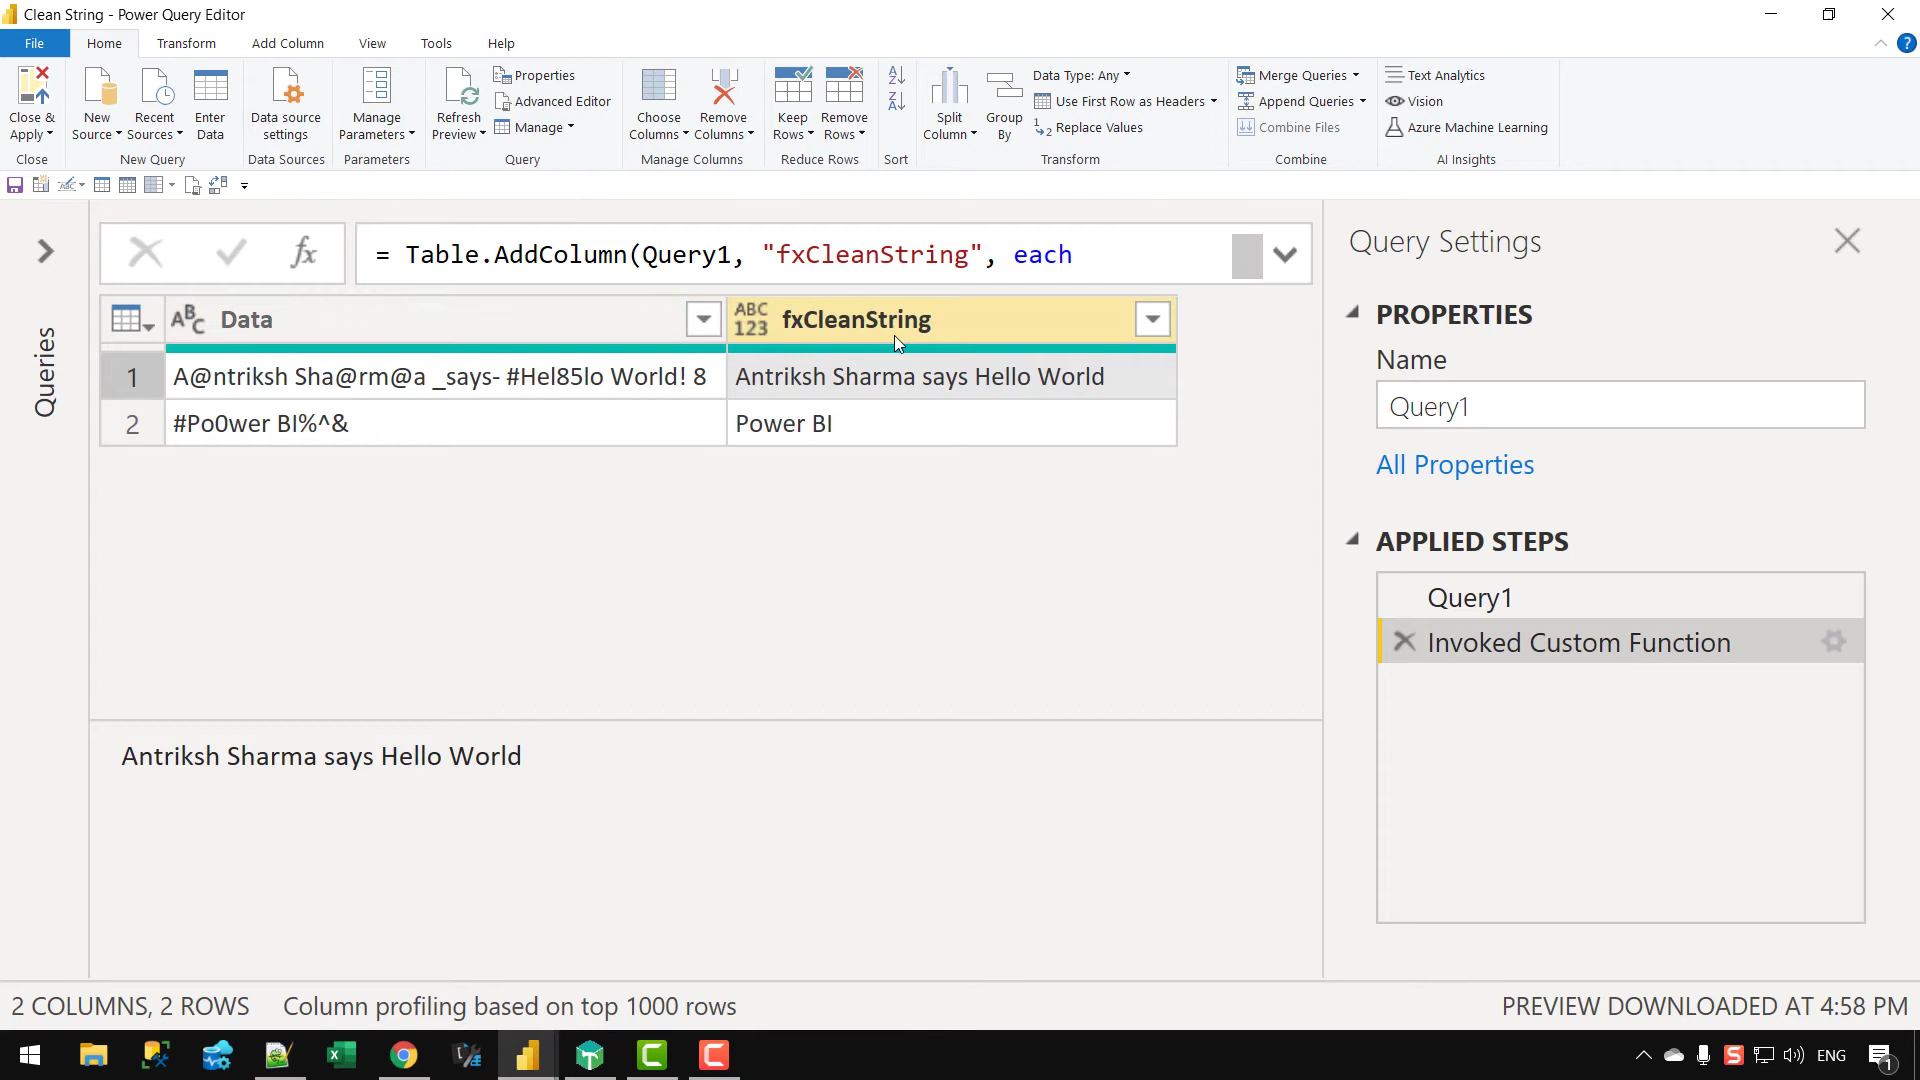 Clean String - Power Query Editor
File Home Transform Add Column View Tools Help
Close & Apply
Close
New Source
Recent Sources
Enter Data
New Query
Data source settings
Data Sources
Manage Parameters
Parameters
Refresh Preview
Properties
Advanced Editor
Manage
Query
Choose Columns
Remove Columns
Manage Columns
Keep Rows
Remove Rows
Reduce Rows
Sort
Split Column
Group By
Data Type: Any
Use First Row as Headers
Replace Values
Transform
Merge Queries
Append Queries
Combine Files
Combine
Text Analytics
Vision
Azure Machine Learning
AI Insights
Queries
fx = Table.AddColumn(Query1, "fxCleanString", each
ABC Data ABC 123 fxCleanString
1 A@ntriksh Sha@rm@a _says- #Hel85lo World! 8 Antriksh Sharma says Hello World
2 #Po0wer BI%^& Power BI
Antriksh Sharma says Hello World
Query Settings
PROPERTIES
Name
Query1
All Properties
APPLIED STEPS
Query1
Invoked Custom Function
2 COLUMNS, 2 ROWS Column profiling based on top 1000 rows PREVIEW DOWNLOADED AT 4:58 PM
ENG 1